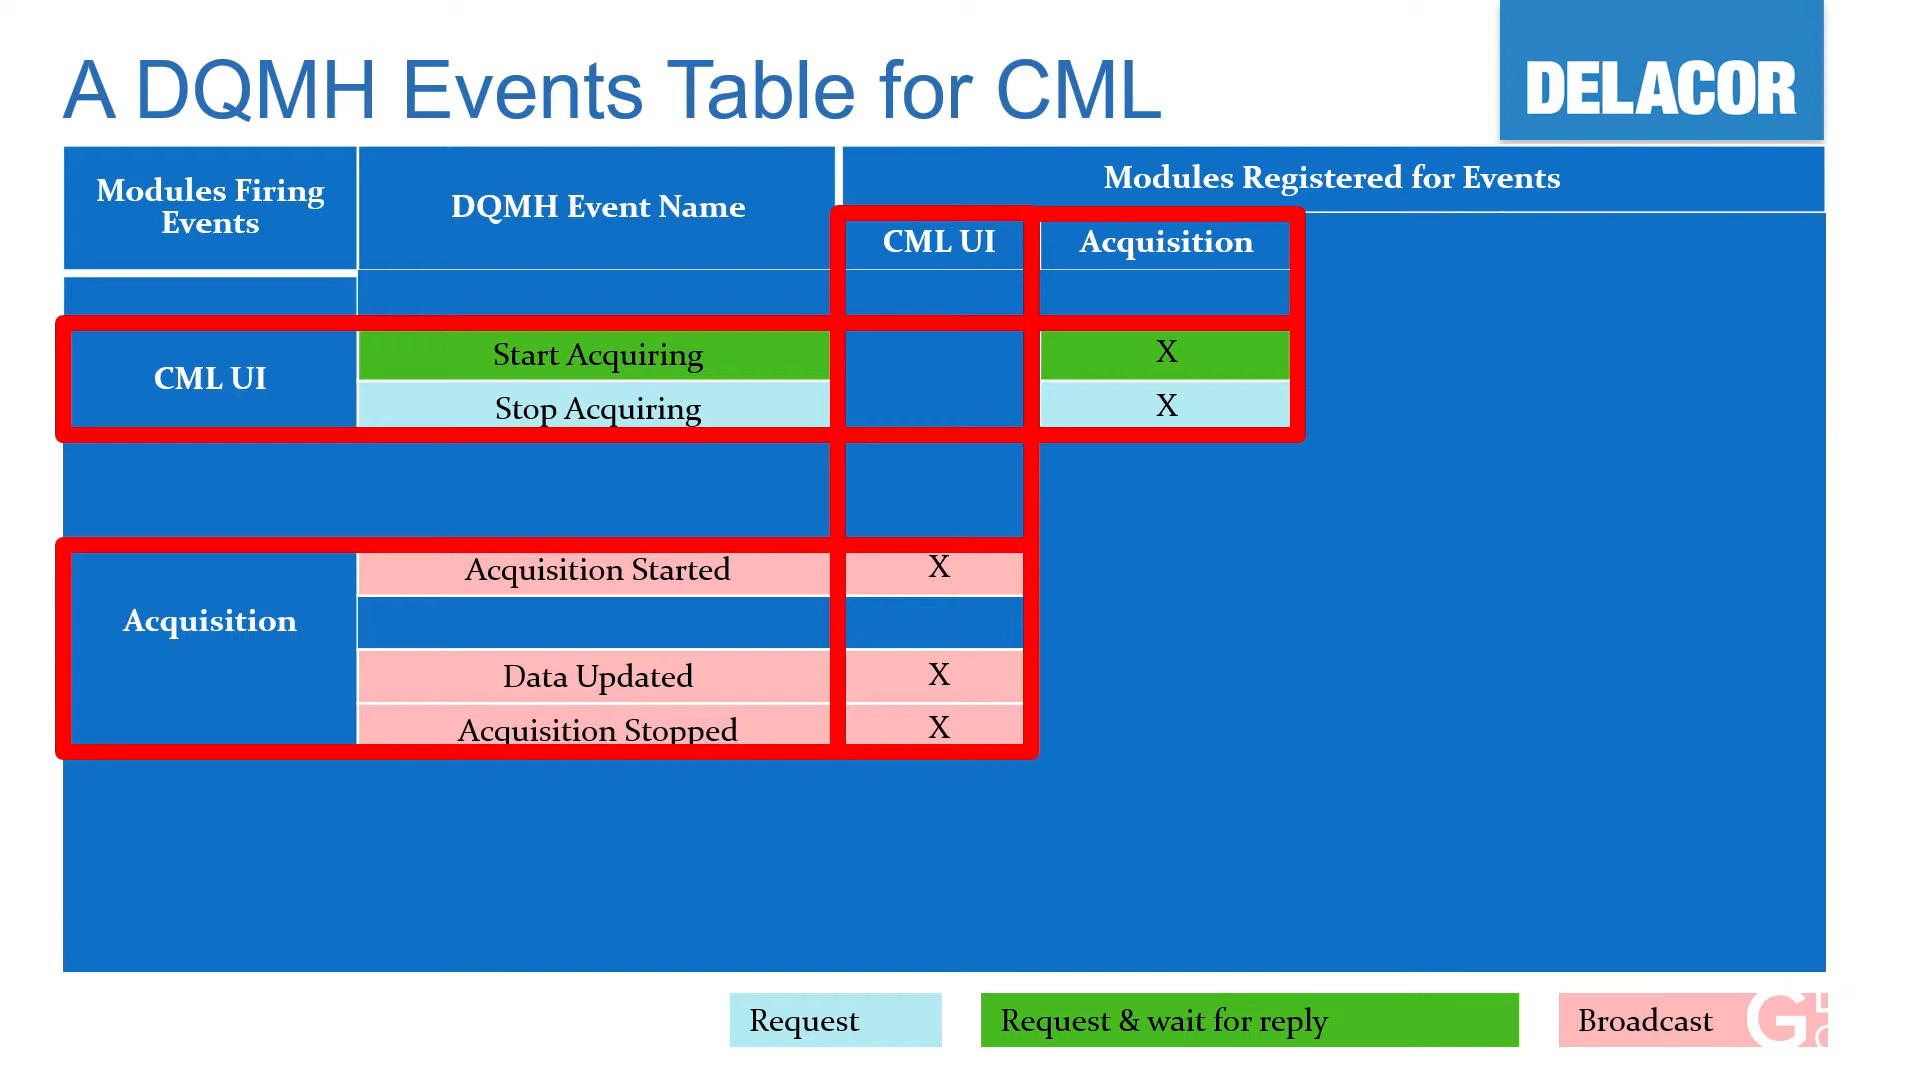 A DQMH Events Table for CML
DELACOR
Modules Firing
Events
DQMH Event Name
Modules Registered for Events
CML UI
Acquisition
CML UI
Start Acquiring
X
Stop Acquiring
X
Acquisition
Acquisition Started
X
Data Updated
X
Acquisition Stopped
X
Request
Request & wait for reply
Broadcast
G